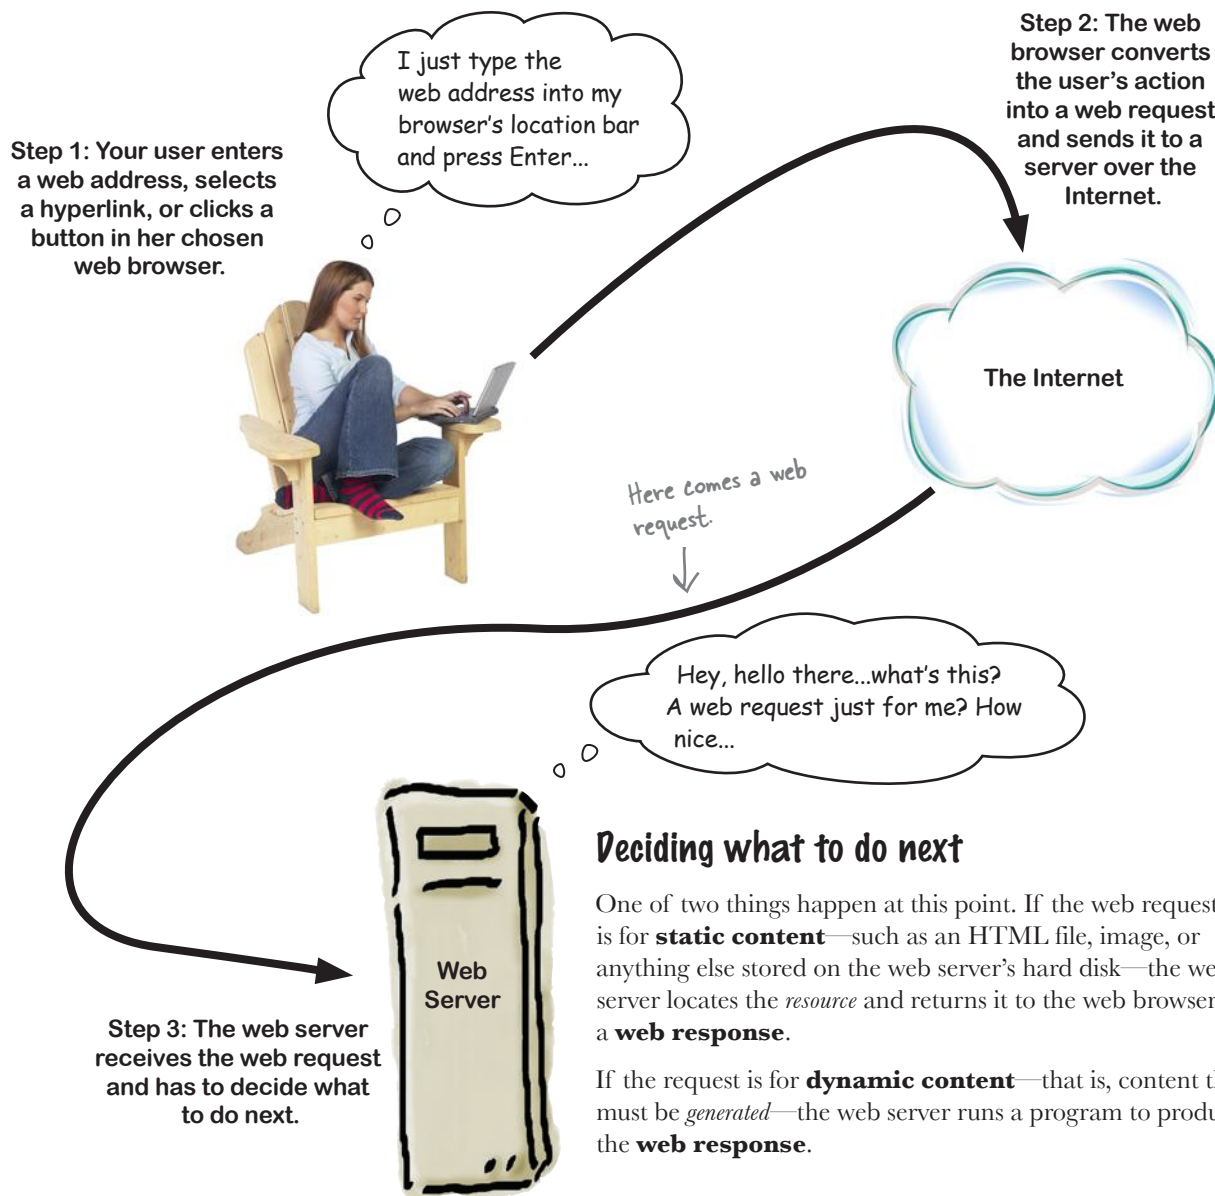 I just type the
web address into my
browser's location bar
and press Enter...
Step 2: The web
browser converts
the user's action
into a web request
and sends it to a
server over the
Internet.
Step 1: Your user enters
a web address, selects
a hyperlink, or clicks a
button in her chosen
web browser.
The Internet
Here comes a web
request.
Hey, hello there...what's this?
A web request just for me? How
nice...
Deciding what to do next
One of two things happen at this point. If the web request
is for static content—such as an HTML file, image, or
anything else stored on the web server's hard disk—the
server locates the resource and returns it to the web browser
a web response.
If the request is for dynamic content—that is, content
must be generated—the web server runs a program to
the web response.
Web
Server
Step 3: The web server
receives the web request
and has to decide what
to do next.